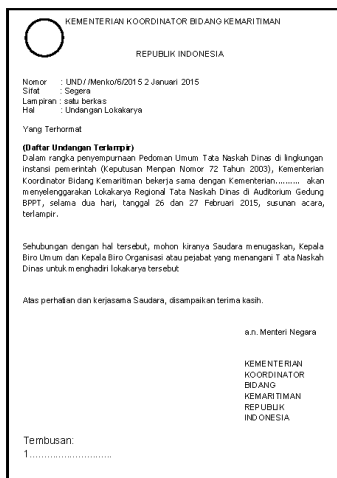 KEMENTERIAN KOORDINATOR BIDANG KEMARITIMAN
REPUBLIK INDONESIA
Nomor : UND/ /Menko/6/2015 2 Januari 2015
Sifat : Segera
Lampiran : satu berkas
Hal : Undangan Lokakarya
Yang Terhormat
(Daftar Undangan Terlampir)
Dalam rangka penyempurnaan Pedoman Umum Tata Naskah Dinas di lingkungan
instansi pemerintah (Keputusan Menpan Nomor 72 Tahun 2003), Kementerian
Koordinator Bidang Kemaritiman bekerja sama dengan Kementerian.......... akan
menyelenggarakan Lokakarya Regional Tata Naskah Dinas di Auditorium Gedung
BPPT, selama dua hari, tanggal 26 dan 27 Februari 2015, susunan acara,
terlampir.
Sehubungan dengan hal tersebut, mohon kiranya Saudara menugaskan, Kepala
Biro Umum dan Kepala Biro Organisasi atau pejabat yang menangani T ata Naskah
Dinas untuk menghadiri lokakarya tersebut
Atas perhatian dan kerjasama Saudara, disampaikan terima kasih.
a.n. Menteri Negara
KEMENTERIAN
KOORDINATOR
BIDANG
KEMARITIMAN
REPUBLIK
INDONESIA
Tembusan:
1............................